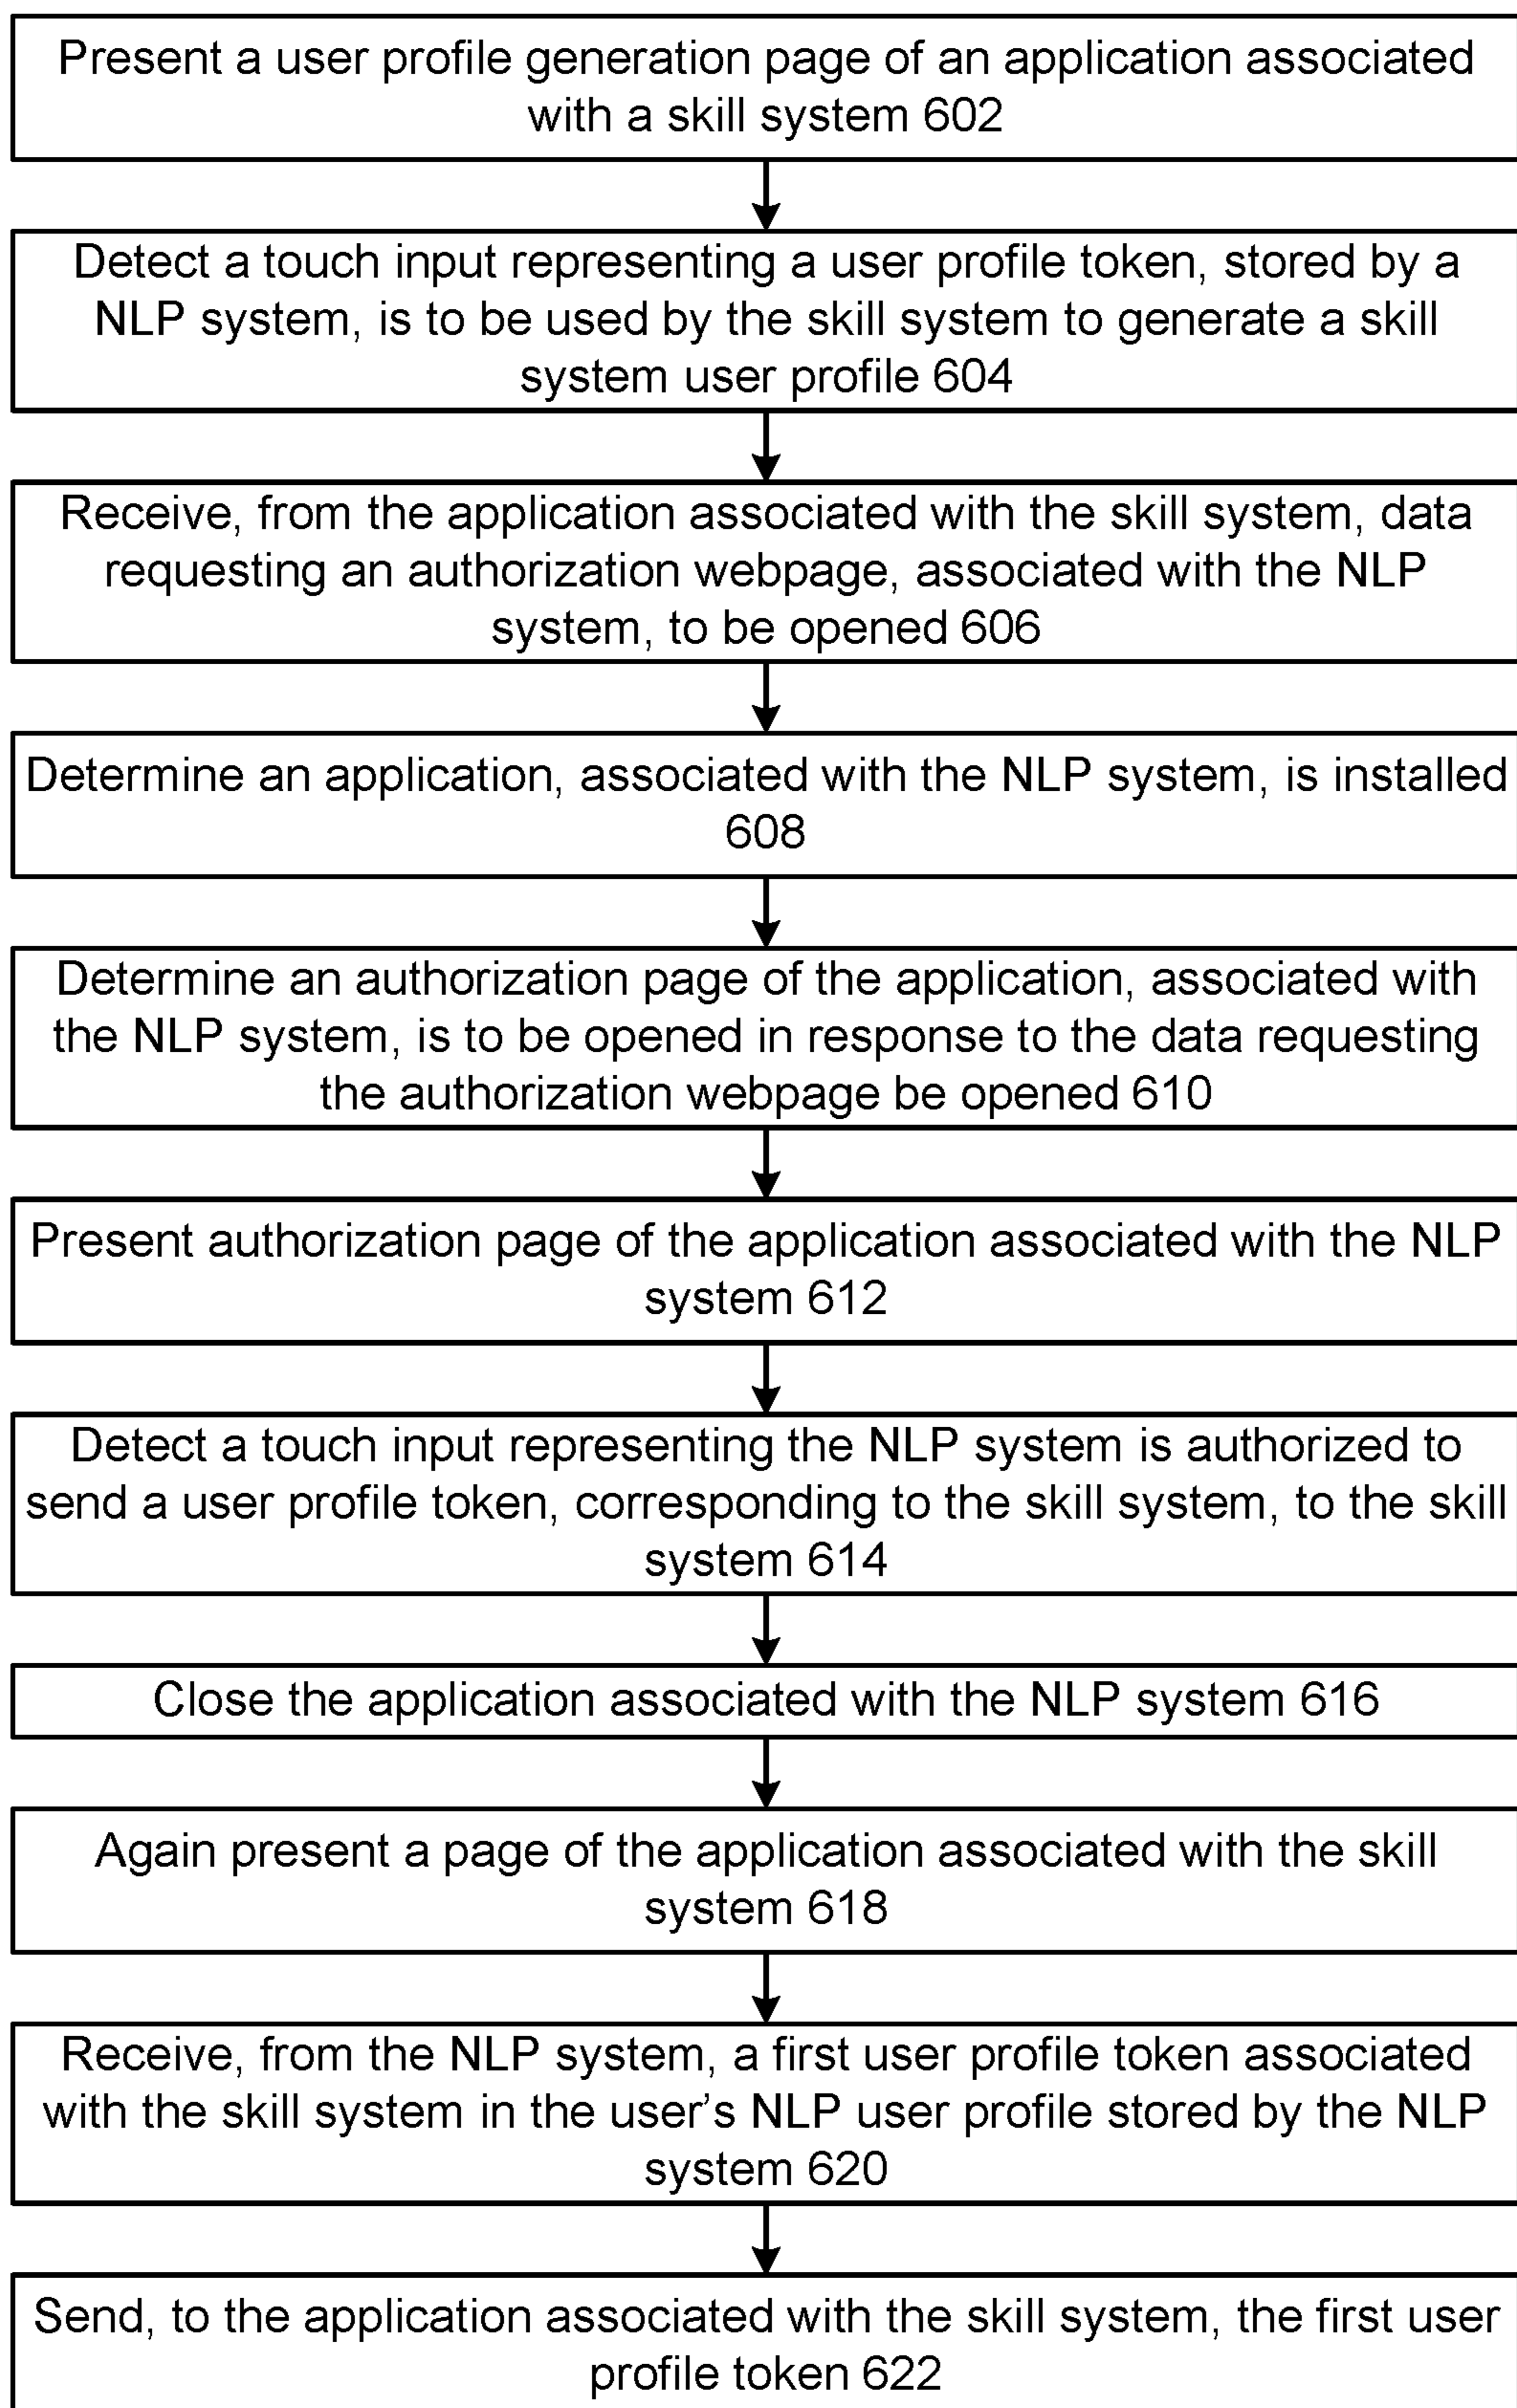 Present a user profile generation page of an application associated
with a skill system 602
Detect a touch input representing a user profile token, stored by a
NLP system, is to be used by the skill system to generate a skill
system user profile 604
Receive, from the application associated with the skill system, data
requesting an authorization webpage, associated with the NLP
system, to be opened 606
Determine an application, associated with the NLP system, is installed
608
Determine an authorization page of the application, associated with
the NLP system, is to be opened in response to the data requesting
the authorization webpage be opened 610
Present authorization page of the application associated with the NLP
system 612
Detect a touch input representing the NLP system is authorized to
send a user profile token, corresponding to the skill system, to the skill
system 614
Close the application associated with the NLP system 616
Again present a page of the application associated with the skill
system 618
Receive, from the NLP system, a first user profile token associated
with the skill system in the user’s NLP user profile stored by the NLP
system 620
Send, to the application associated with the skill system, the first user
profile token 622